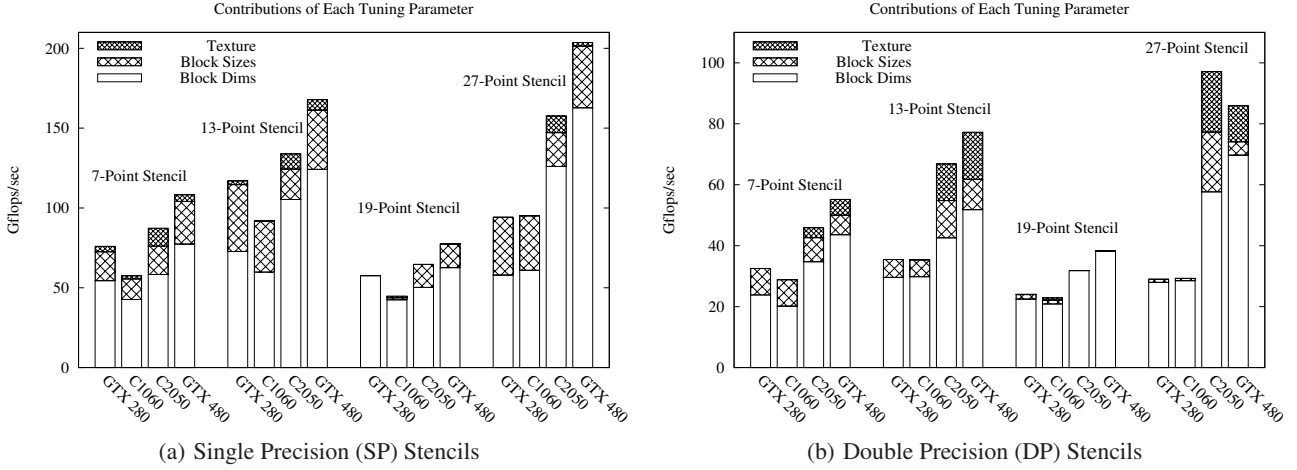 Contributions of Each Tuning Parameter
200
150
100
50
0
Gflops/sec
Texture
Block Sizes
Block Dims
7-Point Stencil
13-Point Stencil
19-Point Stencil
27-Point Stencil
GTX 280
C1060
C2050
GTX 480
GTX 280
C1060
C2050
GTX 480
GTX 280
C1060
C2050
GTX 480
GTX 280
C1060
C2050
GTX 480
(a) Single Precision (SP) Stencils
Contributions of Each Tuning Parameter
100
80
60
40
20
0
Gflops/sec
Texture
Block Sizes
Block Dims
7-Point Stencil
13-Point Stencil
19-Point Stencil
27-Point Stencil
GTX 280
C1060
C2050
GTX 480
GTX 280
C1060
C2050
GTX 480
GTX 280
C1060
C2050
GTX 480
GTX 280
C1060
C2050
GTX 480
(b) Double Precision (DP) Stencils